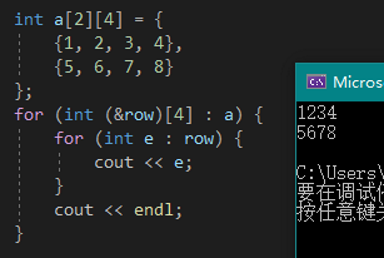 int a[2][4] = {
    {1, 2, 3, 4},
    {5, 6, 7, 8}
};
for (int (&row)[4] : a) {
    for (int e : row) {
        cout << e;
    }
    cout << endl;
}
Micros
1234
5678
C:\Users\
要在调试
按任意键